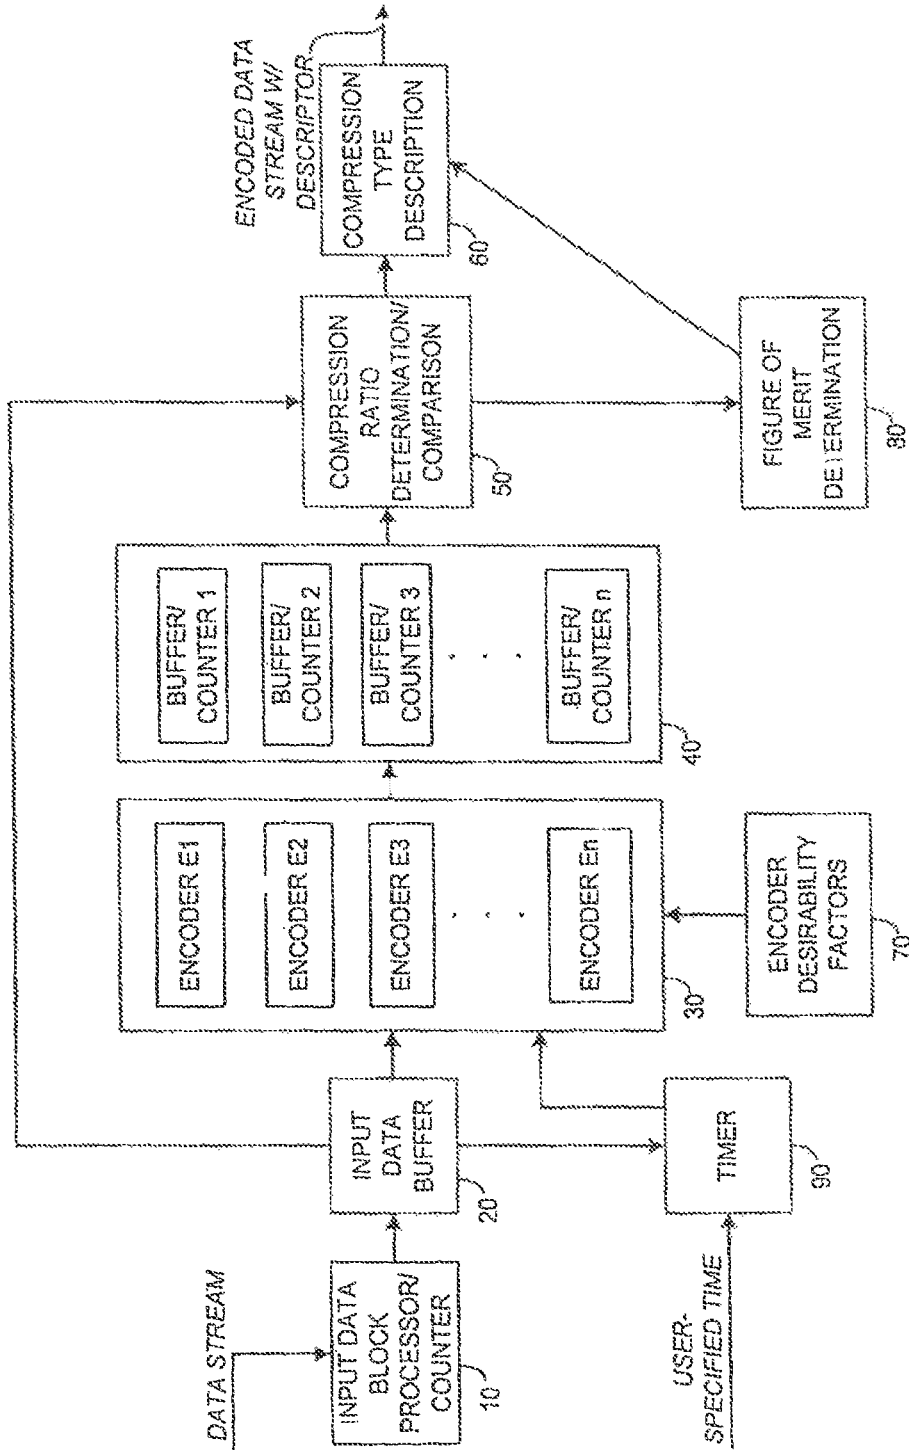 DATA STREAM
INPUT DATA
BLOCK
PROCESSOR/
COUNTER
10
INPUT
DATA
BUFFER
20
USER-
SPECIFIED TIME
TIMER
90
ENCODER E1
ENCODER E2
ENCODER E3
. . .
ENCODER En
30
ENCODER
DESIRABILITY
FACTORS
70
BUFFER/
COUNTER 1
BUFFER/
COUNTER 2
BUFFER/
COUNTER 3
. . .
BUFFER/
COUNTER n
40
COMPRESSION
RATIO
DETERMINATION/
COMPARISON
50
FIGURE OF
MERIT
DETERMINATION
80
COMPRESSION
TYPE
DESCRIPTION
60
ENCODED DATA
STREAM W/
DESCRIPTOR